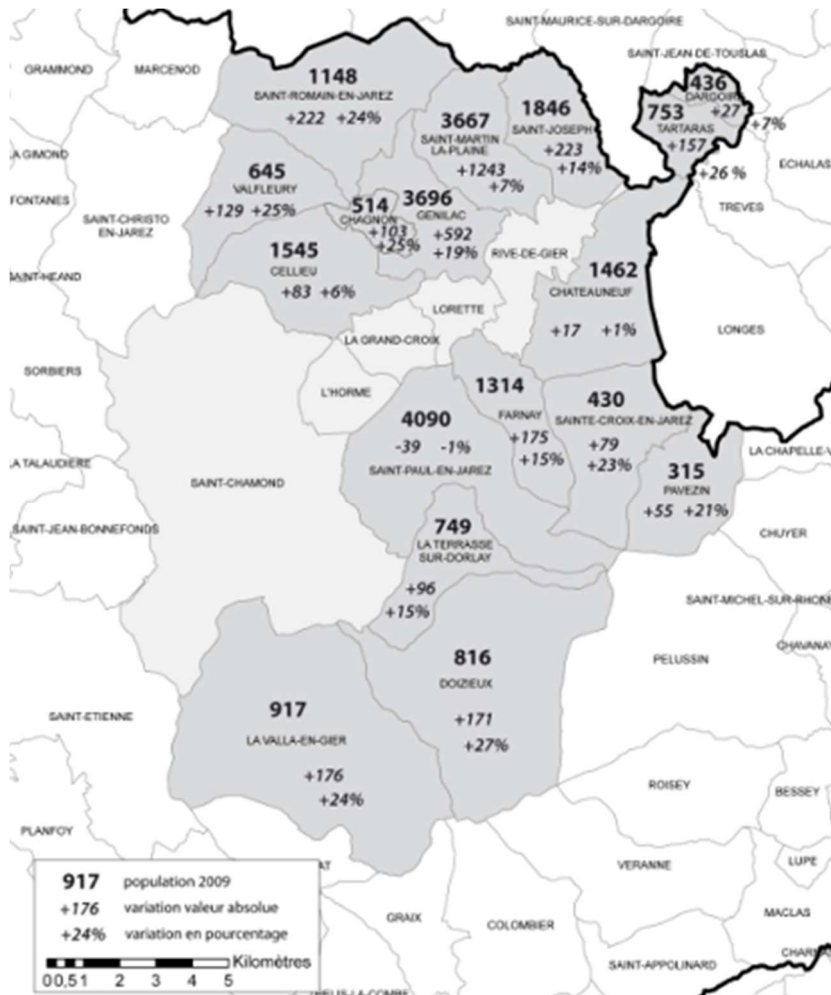 SAINT-MAURICE-SUR-DARGOIRE
SAINT-JEAN-DE-TOUSLAS
GRAMMOND
MARCENOD
1148
SAINT-ROMAIN-EN-JAREZ
+222 +24%
3667
SAINT-MARTIN
LA-PLAINE
+1243
+7%
1846
SAINT-JOSEPH
+223
+14%
436
DARGOIRE
+27
+7%
753
TARTARAS
+157
+26 %
ECHALAS
TREVES
LA GIMOND
FONTANES
SAINT-CHRISTO
EN-JAREZ
645
VALFLEURY
+129 +25%
514
CHAGNON
+103
+25%
3696
GENILAC
+592
+19%
RIVE-DE-GIER
1545
CELLIEU
+83 +6%
1462
CHATEAUNEUF
+17 +1%
SAINT-HEAND
LORETTE
LA GRAND-CROIX
LONGES
SORBIERS
L'HORME
1314
FARNAY
+175
+15%
430
SAINTE-CROIX-EN-JAREZ
+79
+23%
4090
-39 -1%
SAINT-PAUL-EN-JAREZ
LA TALAUDIERE
SAINT-CHAMOND
LA CHAPELLE-V
315
PAVEZIN
+55 +21%
SAINT-JEAN-BONNEFONDS
749
LA TERRASSE
SUR-DORLAY
+96
+15%
CHUYER
SAINT-MICHEL-SUR-RHONE
CHAVANAY
PELUSSIN
816
DOIZIEUX
+171
+27%
917
LA VALLA-EN-GIER
+176
+24%
SAINT-ETIENNE
ROISEY
BESSEY
PLANFOY
AT
VERANNE
LUPE
MACLAS
GRAIX
COLOMBIER
SAINT-APPOLINARD
917 population 2009
+176 variation valeur absolue
+24% variation en pourcentage
Kilomètres
0 0,5 1 2 3 4 5